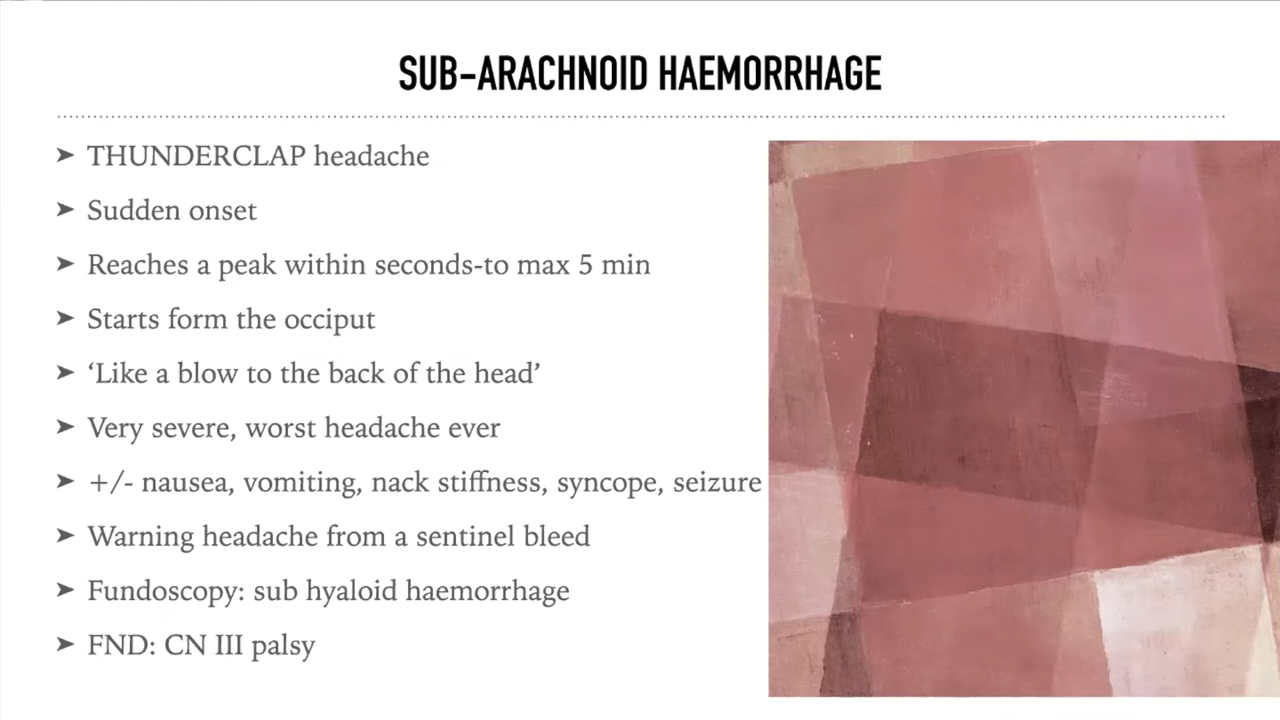 SUB-ARACHNOID HAEMORRHAGE
➤ THUNDERCLAP headache
➤ Sudden onset
➤ Reaches a peak within seconds-to max 5 min
➤ Starts form the occiput
➤ ‘Like a blow to the back of the head’
➤ Very severe, worst headache ever
➤ +/- nausea, vomiting, nack stiffness, syncope, seizure
➤ Warning headache from a sentinel bleed
➤ Fundoscopy: sub hyaloid haemorrhage
➤ FND: CN III palsy